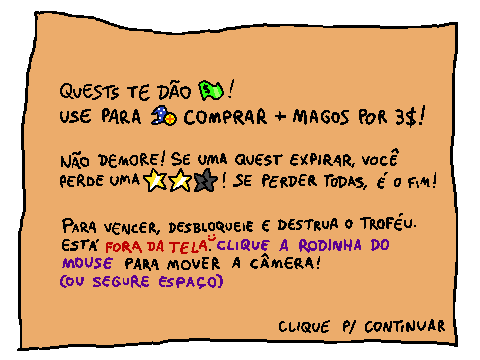 QUESTS TE DÃO $!
USE PARA COMPRAR + MAGOS POR 3$!
NÃO DEMORE! SE UMA QUEST EXPIRAR, VOCÊ
PERDE UMA ! SE PERDER TODAS, É O FIM!
PARA VENCER, DESBLOQUEIE E DESTRUA O TROFÉU.
ESTÁ FORA DA TELA. CLIQUE A RODINHA DO
MOUSE PARA MOVER A CÂMERA!
(OU SEGURE ESPAÇO)
CLIQUE P/ CONTINUAR